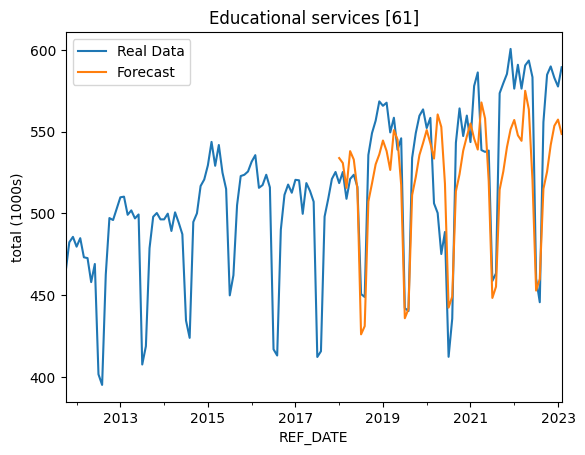 Educational services [61]
Real Data
Forecast
total (1000s)
600
550
500
450
400
2013
2015
2017
2019
2021
2023
REF_DATE